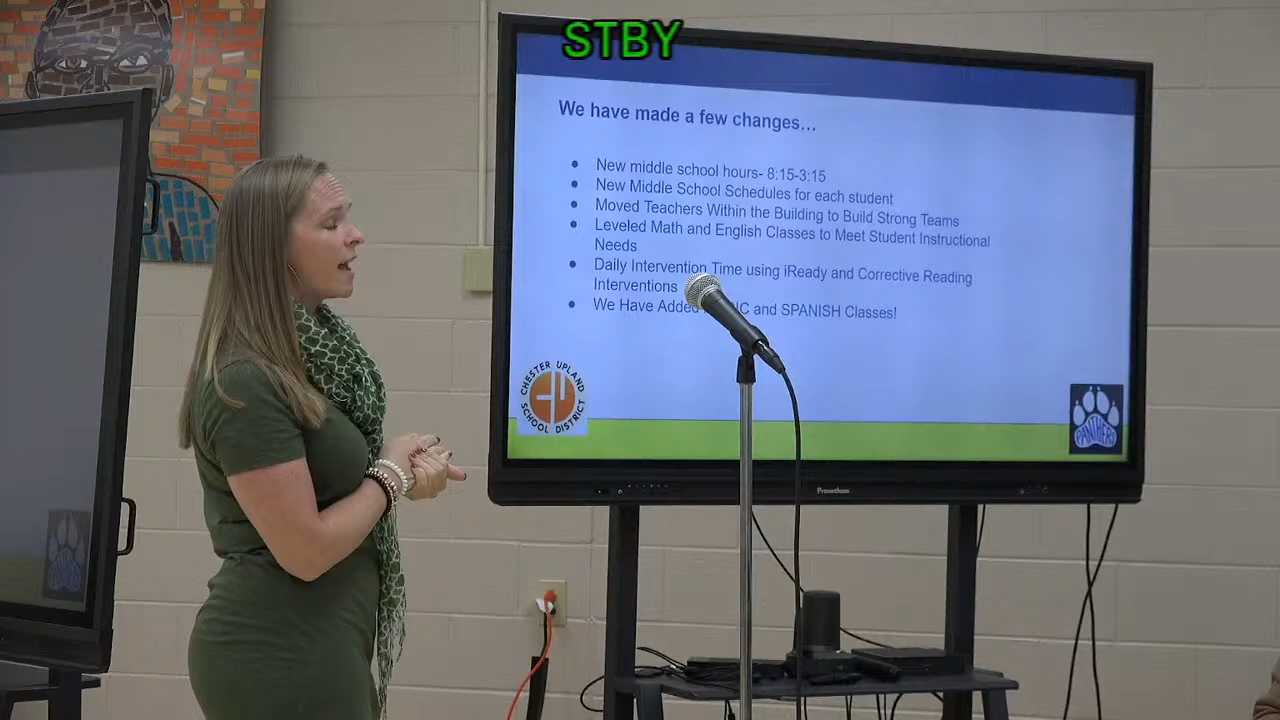 STBY
We have made a few changes...
New middle school hours- 8:15-3:15
New Middle School Schedules for each student
Moved Teachers Within the Building to Build Strong Teams
Leveled Math and English Classes to Meet Student Instructional
Needs
Daily Intervention Time using iReady and Corrective Reading
Interventions
We Have Added and SPANISH Classes!
CHESTER UPLAND
SCHOOL DISTRICT
PANTHERS
Promethean